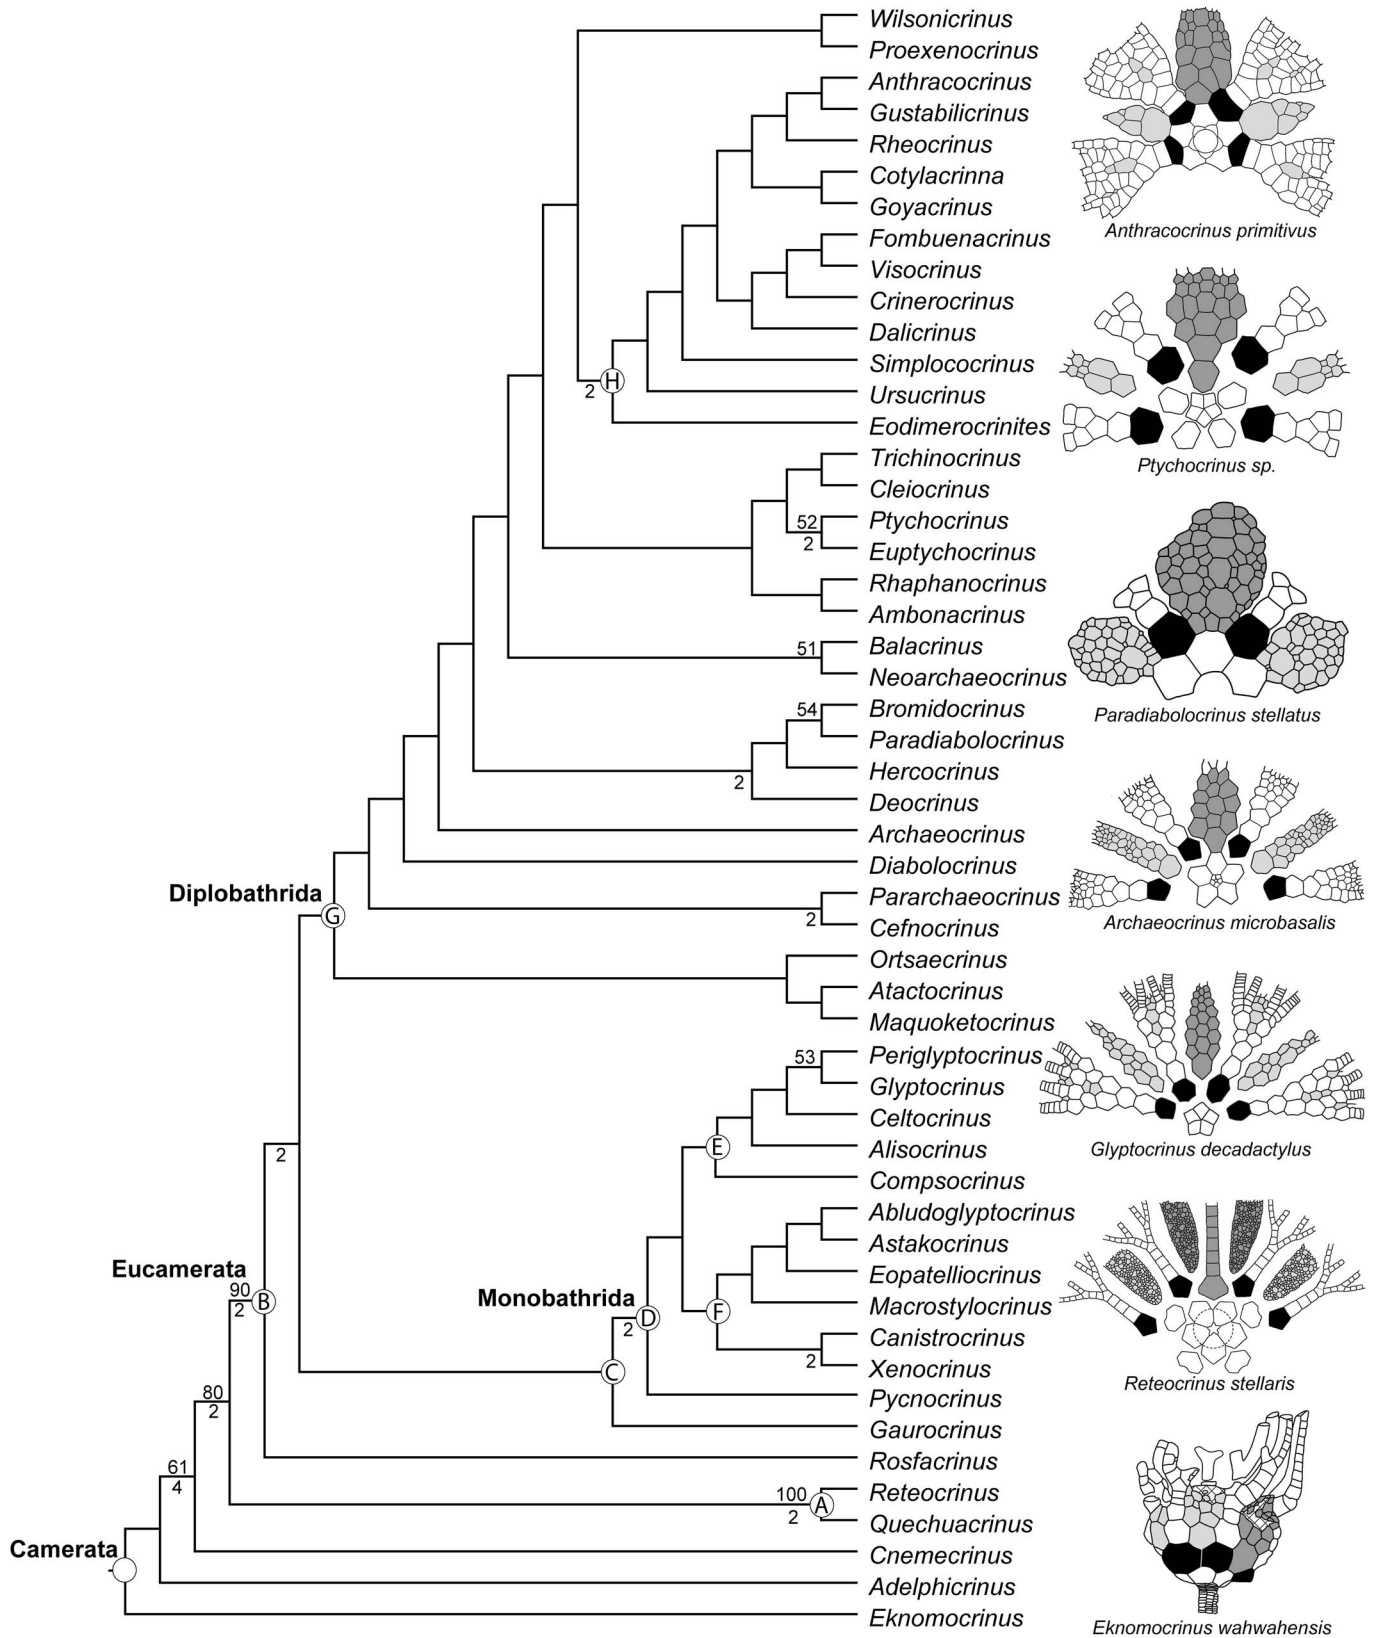 Wilsonicrinus
Proexenocrinus
Anthracocrinus
Gustabilicrinus
Rheocrinus
Cotylacrinna
Goyacrinus
Anthracocrinus primitivus
Fombuenacrinus
Visocrinus
Crinerocrinus
Dalicrinus
Simplococrinus
H
2
Ursucrinus
Eodimerocrinites
Trichinocrinus
Ptychocrinus sp.
Cleiocrinus
52
Ptychocrinus
2
Euptychocrinus
Rhaphanocrinus
Ambonacrinus
51
Balacrinus
Neoarchaeocrinus
54
Bromidocrinus
Paradiabolocrinus stellatus
Paradiabolocrinus
Hercocrinus
2
Deocrinus
Archaeocrinus
Diabolocrinus
Diplobathrida
G
Pararchaeocrinus
2
Cefnocrinus
Archaeocrinus microbasalis
Ortsaecrinus
Atactocrinus
Maquoketocrinus
53
Periglyptocrinus
Glyptocrinus
Celtocrinus
E
Alisocrinus
Glyptocrinus decadactylus
2
Compsocrinus
Abludoglyptocrinus
Astakocrinus
Eucamerata
Eopatelliocrinus
90
2
B
Monobathrida
2
D
F
Macrostylocrinus
Canistrocrinus
2
Xenocrinus
C
Reteocrinus stellaris
80
2
Pycnocrinus
Gaurocrinus
Rosfacrinus
61
4
100
2
A
Reteocrinus
Quechuacrinus
Camerata
Cnemecrinus
Adelphicrinus
Eknomocrinus
Eknomocrinus wahwahensis